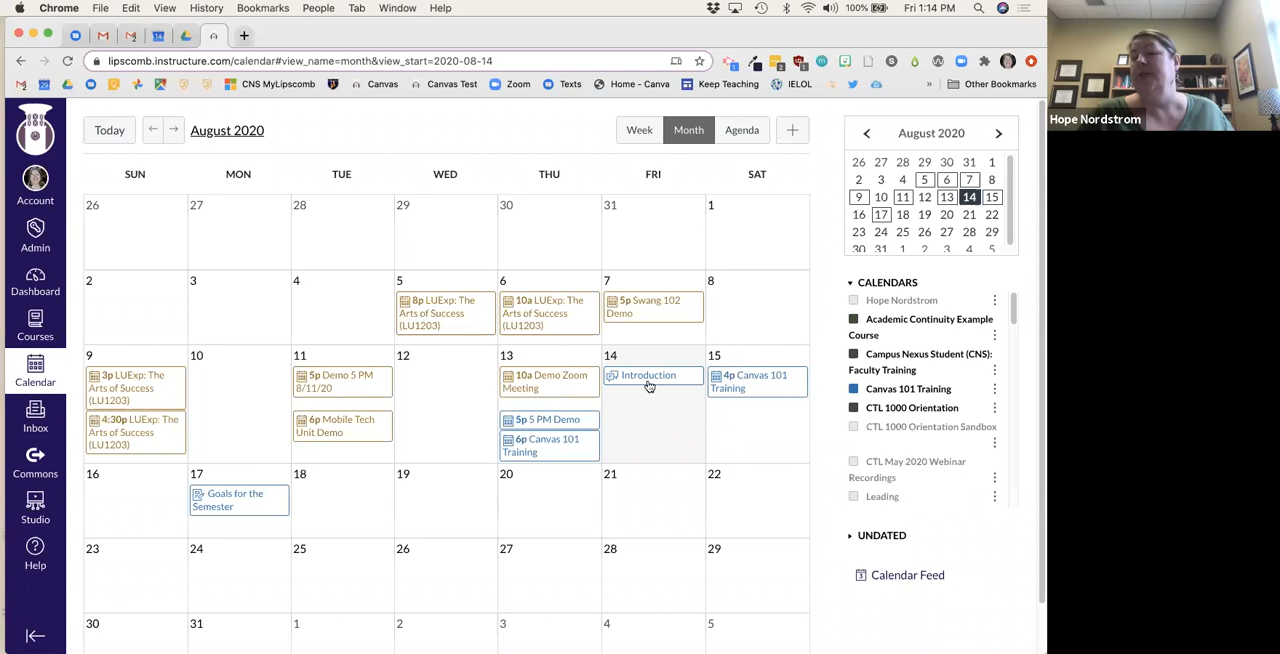 Chrome File Edit View History Bookmarks People Tab Window Help 100% Fri 1:14 PM
lipscomb.instructure.com/calendar#view_name=month&view_start=2020-08-14
CNS MyLipscomb Canvas Canvas Test Zoom Texts Home - Canva Keep Teaching IELOL » Other Bookmarks
Hope Nordstrom
Account
Admin
Dashboard
Courses
Calendar
Inbox
Commons
Studio
Help
Today August 2020 Week Month Agenda
SUN MON TUE WED THU FRI SAT
26 27 28 29 30 31 1
2 3 4 5 6 7 8
8p LUExp: The
Arts of Success
(LU1203)
10a LUExp: The
Arts of Success
(LU1203)
5p Swang 102
Demo
9 10 11 12 13 14 15
3p LUExp: The
Arts of Success
(LU1203)
4:30p LUExp: The
Arts of Success
(LU1203)
5p Demo 5 PM
8/11/20
6p Mobile Tech
Unit Demo
10a Demo Zoom
Meeting
5p 5 PM Demo
6p Canvas 101
Training
Introduction
4p Canvas 101
Training
16 17 18 19 20 21 22
Goals for the
Semester
23 24 25 26 27 28 29
30 31 1 2 3 4 5
August 2020
26 27 28 29 30 31 1
2 3 4 5 6 7 8
9 10 11 12 13 14 15
16 17 18 19 20 21 22
23 24 25 26 27 28 29
30 31 1 2 3 4 5
CALENDARS
Hope Nordstrom
Academic Continuity Example
Course
Campus Nexus Student (CNS):
Faculty Training
Canvas 101 Training
CTL 1000 Orientation
CTL 1000 Orientation Sandbox
CTL May 2020 Webinar
Recordings
Leading
UNDATED
Calendar Feed